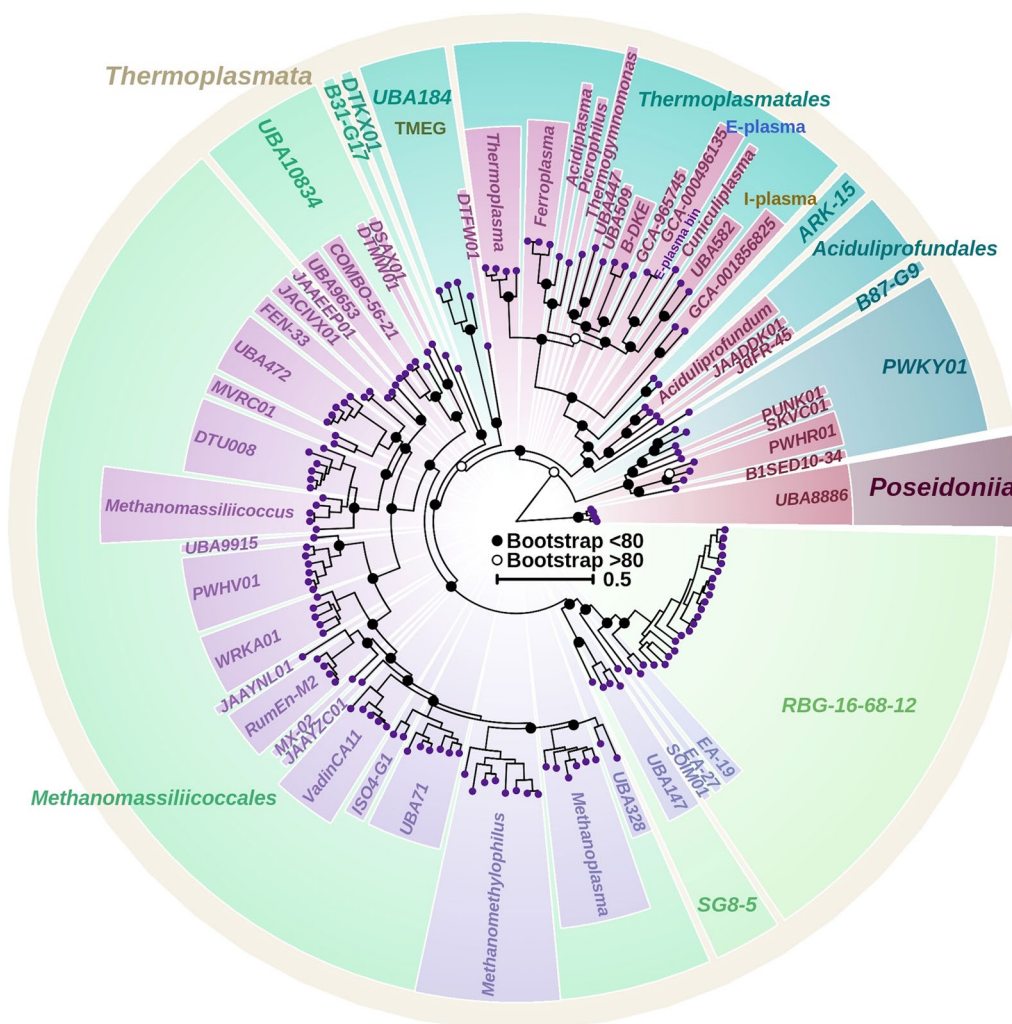 Thermoplasmata
UBA10834
B31-G17
DTKX01
UBA184
TMEG
Thermoplasmatales
E-plasma
I-plasma
ARK-15
Aciduliprofundales
B87-G9
PWKY01
Poseidoniia
RBG-16-68-12
SG8-5
Methanomassiliicoccales
DTFW01
Thermoplasma
Ferroplasma
Acidiplasma
Picrophilus
Thermogymnomonas
UBA447
UBA509
B-DKE
GCA-965745
GCA-000496135
E-plasma bin
Cuniculiplasma
UBA582
GCA-001856825
Aciduliprofundum
JAADDK01
JdFR-45
PUNK01
SKVC01
PWHR01
B1SED10-34
UBA8886
DSAX01
COMBO-56-21
UBA9653
JAAEEP01
JACIVX01
FEN-33
UBA472
MVRC01
DTU008
Methanomassiliicoccus
UBA9915
PWHV01
WRKA01
JAAYNL01
RumEn-M2
MX-02
JAAYZC01
VadinCA11
ISO4-G1
UBA71
Methanomethylophilus
Methanoplasma
UBA328
UBA147
EA-27
EA-19
Bootstrap <80
Bootstrap >80
0.5